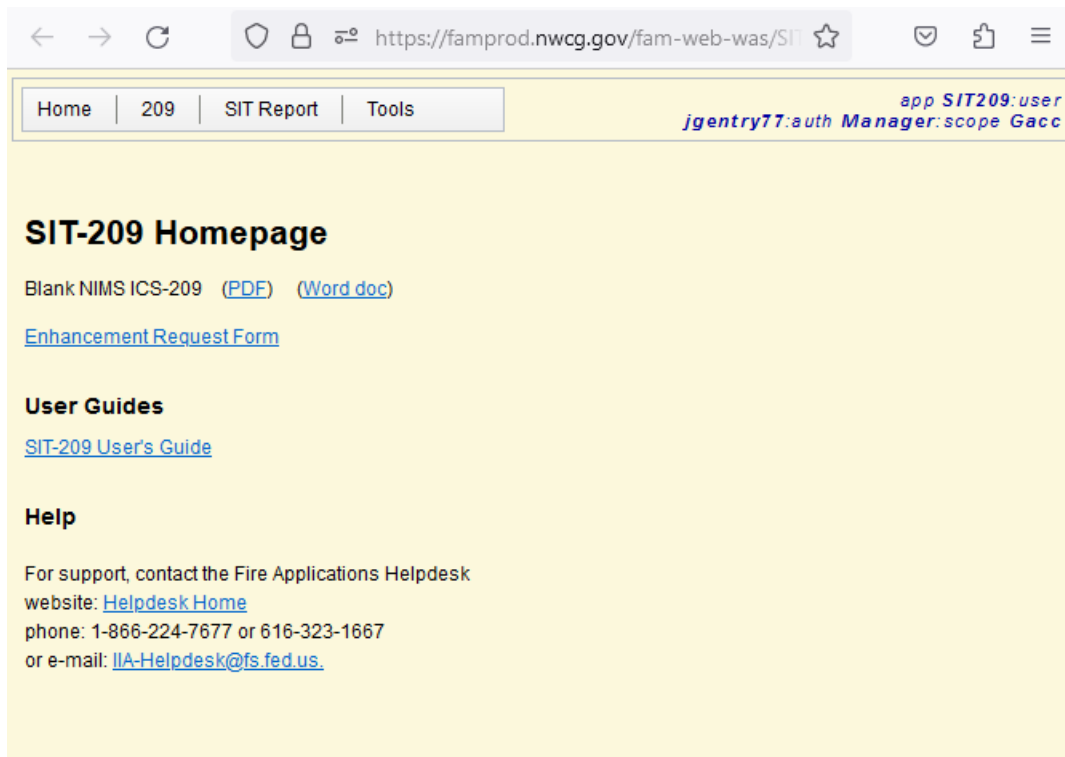 https://famprod.nwcg.gov/fam-web-was/SIT
Home 209 SIT Report Tools
app SIT209:user
jgentry77:auth Manager:scope Gacc
SIT-209 Homepage
Blank NIMS ICS-209 (PDF) (Word doc)
Enhancement Request Form
User Guides
SIT-209 User's Guide
Help
For support, contact the Fire Applications Helpdesk
website: Helpdesk Home
phone: 1-866-224-7677 or 616-323-1667
or e-mail: IIA-Helpdesk@fs.fed.us.